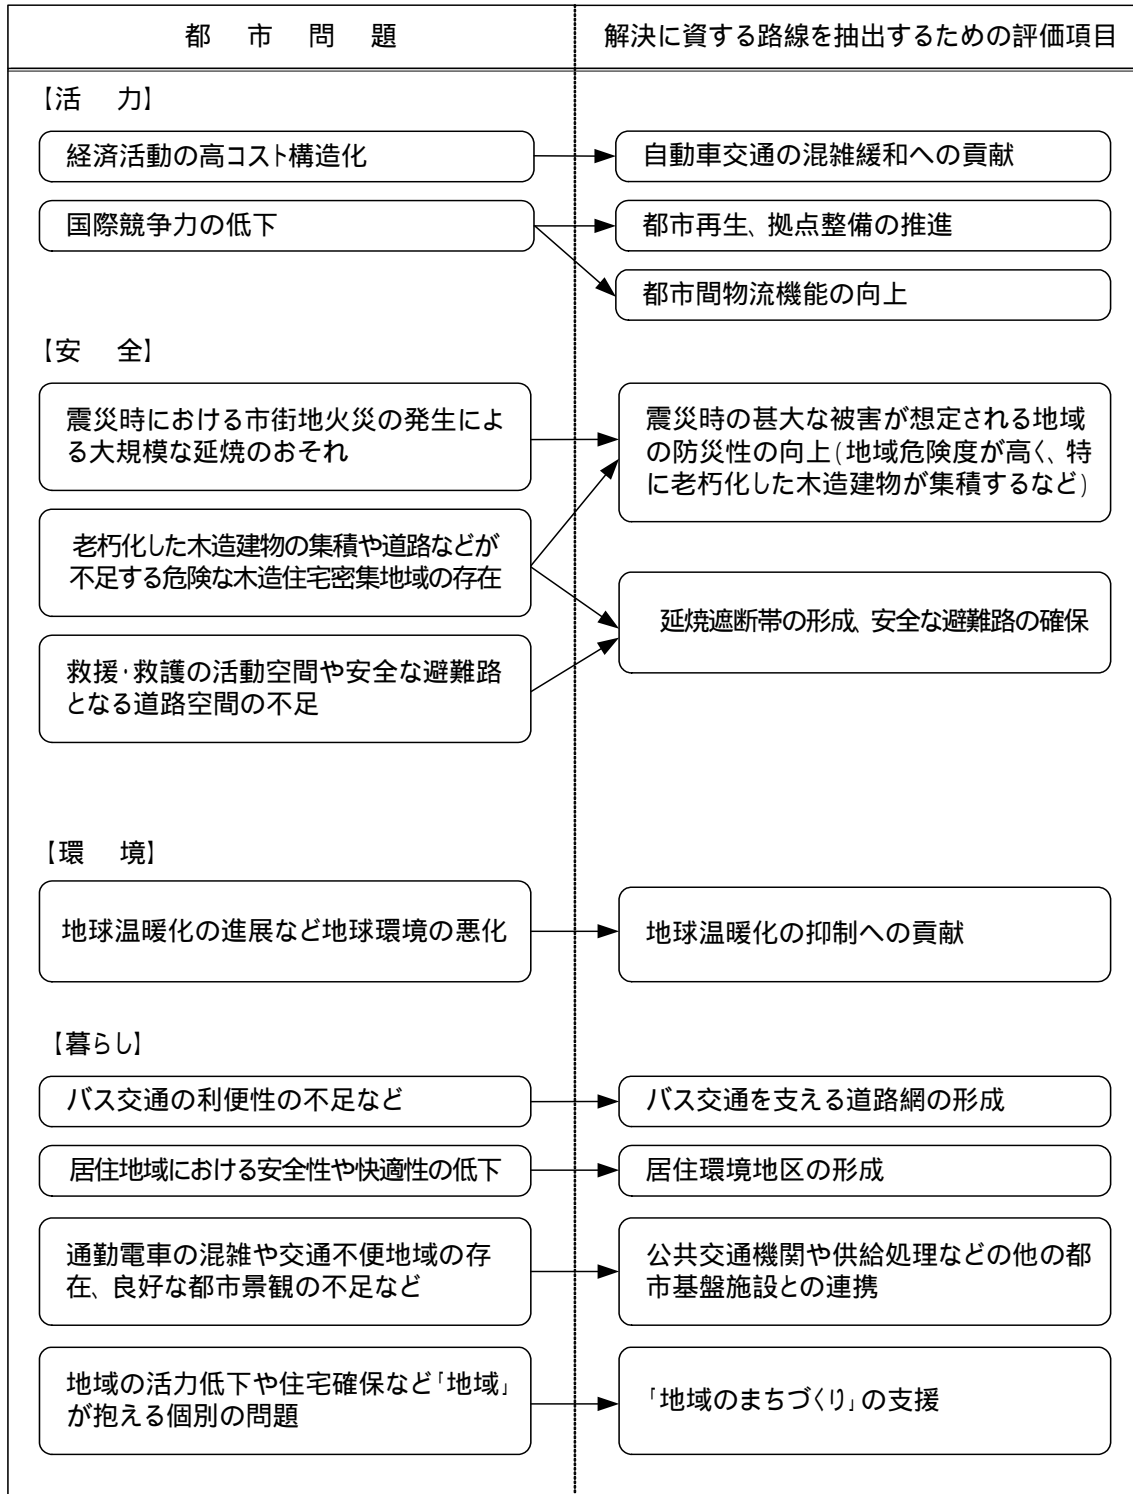 都 市 問 題
解決に資する路線を抽出するための評価項目
【活 力】
経済活動の高コスト構造化
自動車交通の混雑緩和への貢献
国際競争力の低下
都市再生、拠点整備の推進
都市間物流機能の向上
【安 全】
震災時における市街地火災の発生によ
る大規模な延焼のおそれ
震災時の甚大な被害が想定される地域
の防災性の向上(地域危険度が高く、特
に老朽化した木造建物が集積するなど)
老朽化した木造建物の集積や道路などが
不足する危険な木造住宅密集地域の存在
延焼遮断帯の形成、安全な避難路の確保
救援・救護の活動空間や安全な避難路
となる道路空間の不足
【環 境】
地球温暖化の進展など地球環境の悪化
地球温暖化の抑制への貢献
【暮らし】
バス交通の利便性の不足など
バス交通を支える道路網の形成
居住地域における安全性や快適性の低下
居住環境地区の形成
通勤電車の混雑や交通不便地域の存
在、良好な都市景観の不足など
公共交通機関や供給処理などの他の都
市基盤施設との連携
地域の活力低下や住宅確保など「地域」
が抱える個別の問題
「地域のまちづくり」の支援